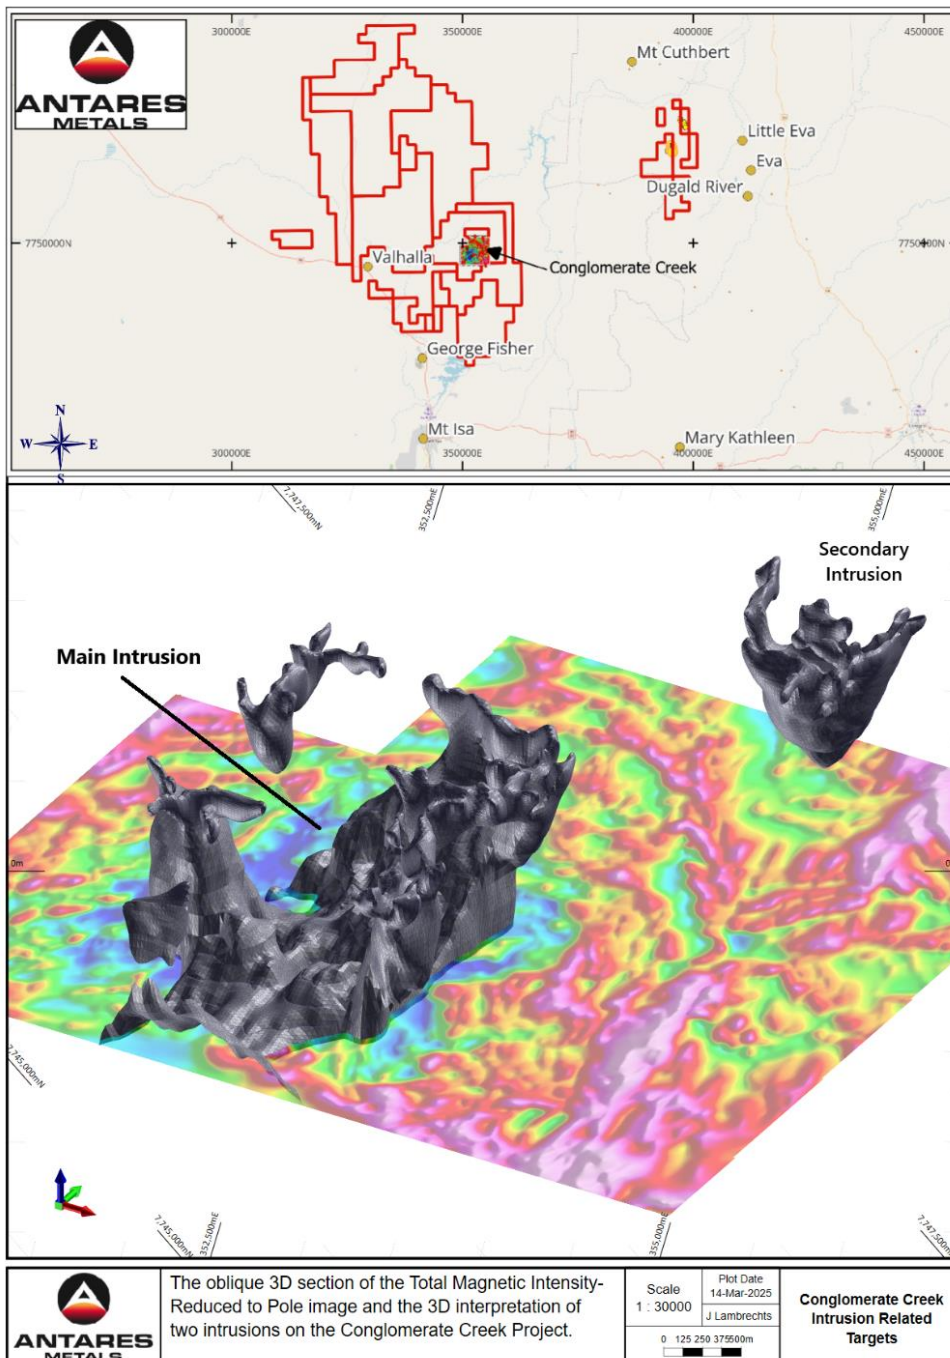 ANTARES
METALS
300000E
350000E
400000E
450000E
Mt Cuthbert
Little Eva
Eva
Dugald River
7750000N
7750000N
Valhalla
Conglomerate Creek
George Fisher
Mt Isa
Mary Kathleen
N
W E
S
300000E
350000E
400000E
450000E
7,747,500mN
352,500mE
355,000mE
Secondary
Intrusion
Main Intrusion
0m
7,745,000mN
7,745,000mN
352,500mE
355,000mE
7,747,500mN
ANTARES
METALS
The oblique 3D section of the Total Magnetic Intensity-
Reduced to Pole image and the 3D interpretation of
two intrusions on the Conglomerate Creek Project.
Scale
1 : 30000
Plot Date
14-Mar-2025
J Lambrechts
0 125 250 375500m
Conglomerate Creek
Intrusion Related
Targets